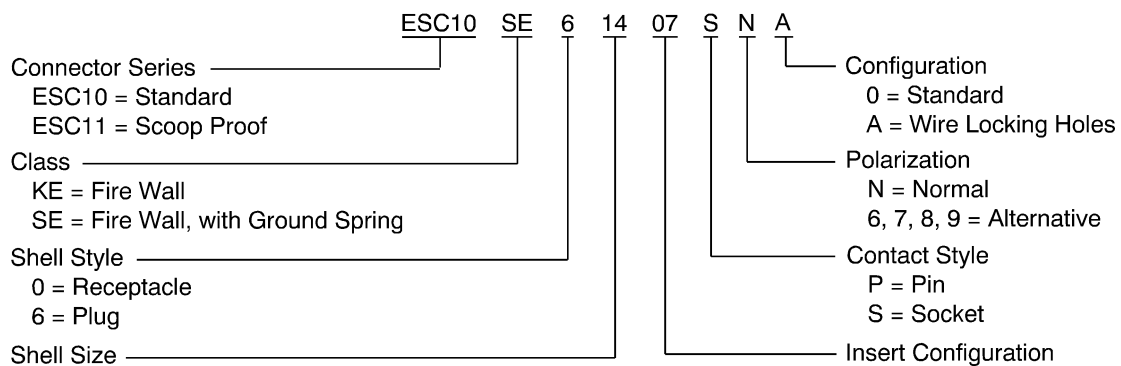 ESC10 SE 6 14 07 S N A
Connector Series
ESC10 = Standard
ESC11 = Scoop Proof
Class
KE = Fire Wall
SE = Fire Wall, with Ground Spring
Shell Style
0 = Receptacle
6 = Plug
Shell Size
Configuration
0 = Standard
A = Wire Locking Holes
Polarization
N = Normal
6, 7, 8, 9 = Alternative
Contact Style
P = Pin
S = Socket
Insert Configuration